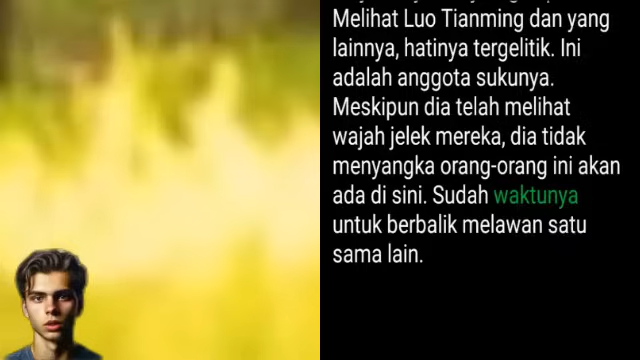 Melihat Luo Tianming dan yang
lainnya, hatinya tergelitik. Ini
adalah anggota sukunya.
Meskipun dia telah melihat
wajah jelek mereka, dia tidak
menyangka orang-orang ini akan
ada di sini. Sudah waktunya
untuk berbalik melawan satu
sama lain.